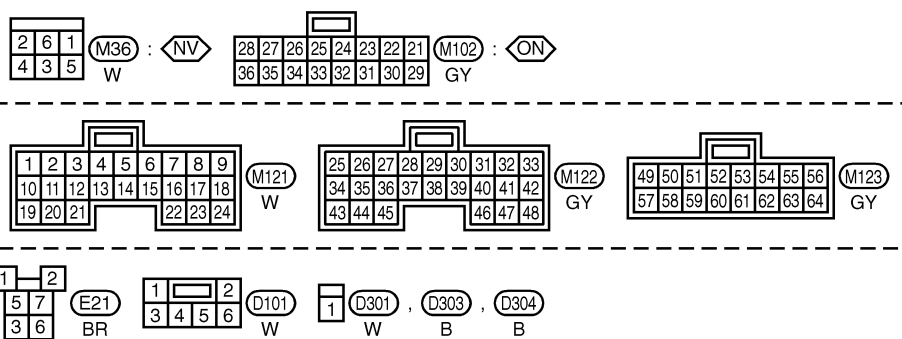 2 6 1 M36 : NV 28 27 26 25 24 23 22 21 M102 : ON
4 3 5 W 36 35 34 33 32 31 30 29 GY
1 2 3 4 5 6 7 8 9 M121 25 26 27 28 29 30 31 32 33 M122 49 50 51 52 53 54 55 56 M123
10 11 12 13 14 15 16 17 18 W 34 35 36 37 38 39 40 41 42 GY 57 58 59 60 61 62 63 64 GY
19 20 21 22 23 24 43 44 45 46 47 48
1 2 1 2
5 7 E21 D101 1 D301 , D303 , D304
3 6 BR 3 4 5 6 W W B B